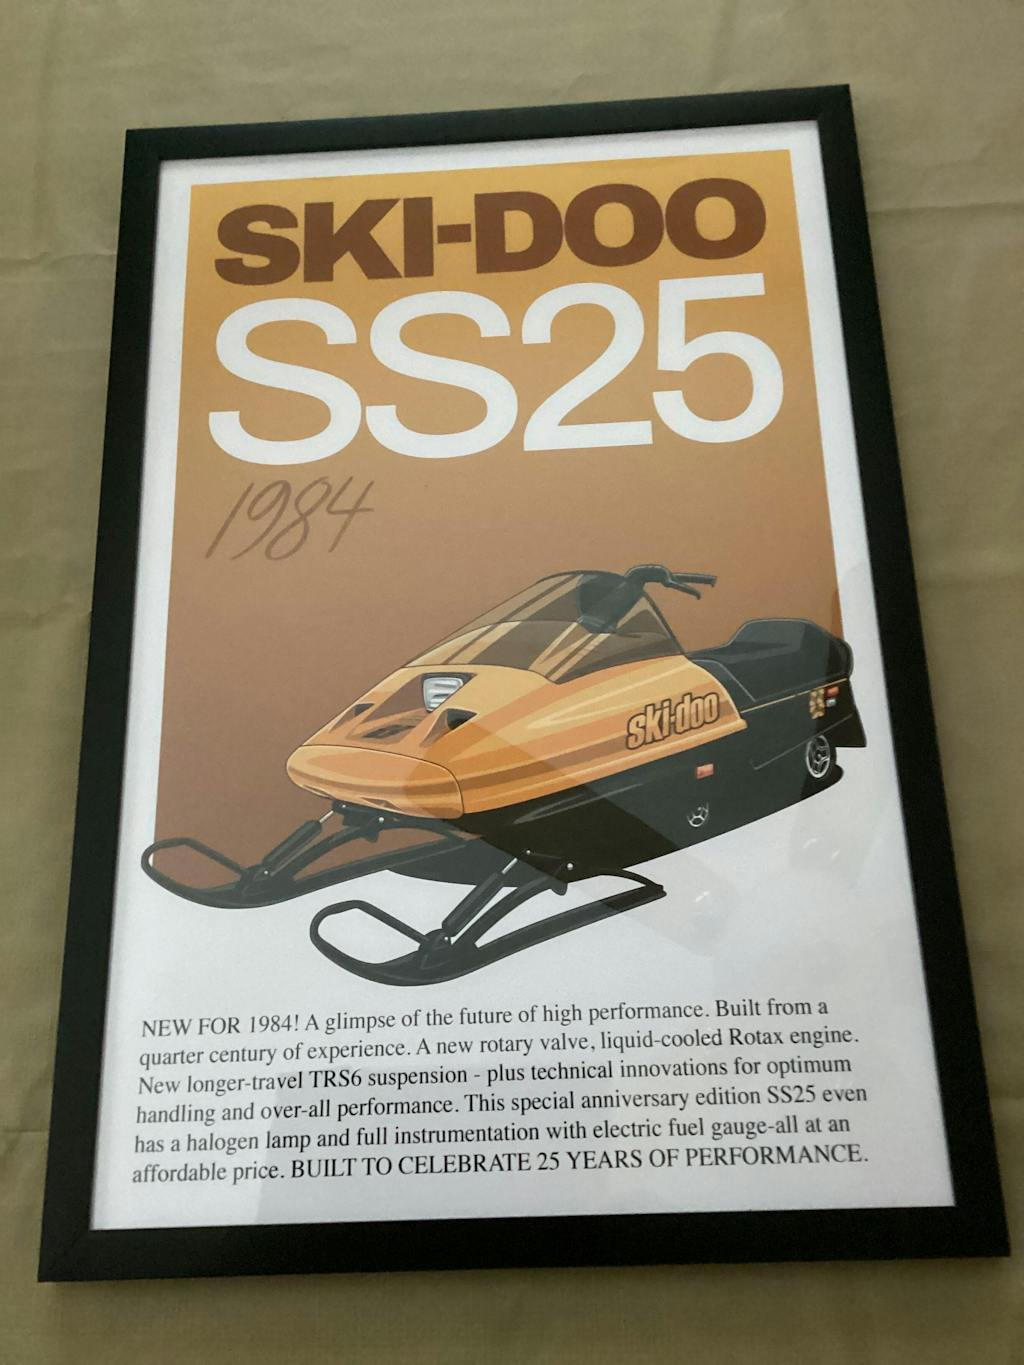 SKI-DOO
SS25
1984
ski-doo
NEW FOR 1984! A glimpse of the future of high performance. Built from a
quarter century of experience. A new rotary valve, liquid-cooled Rotax engine.
New longer-travel TRS6 suspension - plus technical innovations for optimum
handling and over-all performance. This special anniversary edition SS25 even
has a halogen lamp and full instrumentation with electric fuel gauge-all at an
affordable price. BUILT TO CELEBRATE 25 YEARS OF PERFORMANCE.